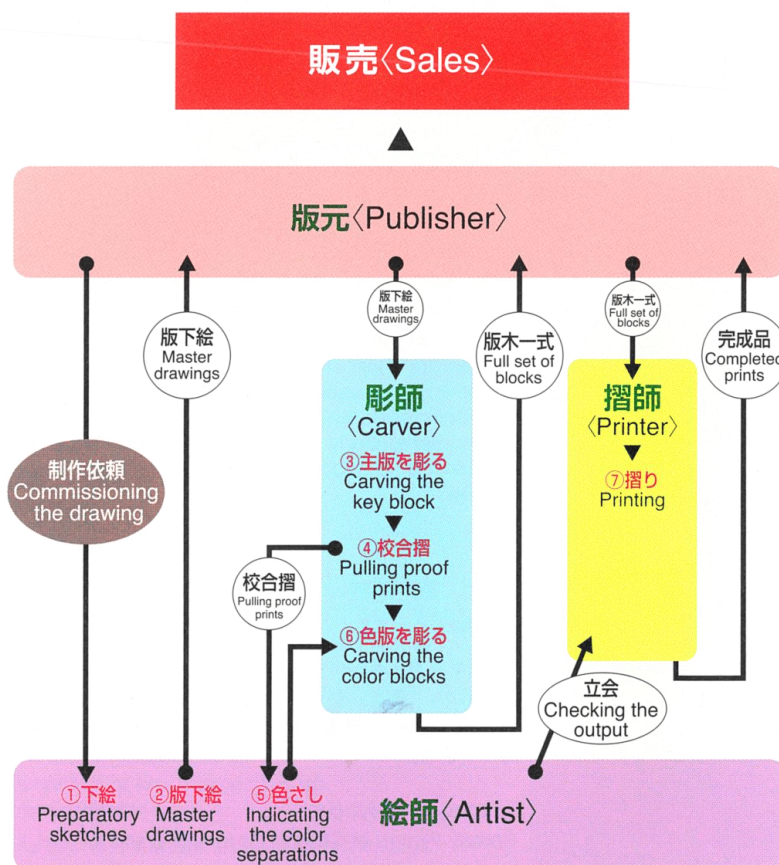 販売〈Sales〉
版元〈Publisher〉
版下絵
Master
drawings
版下絵
Master
drawings
版木一式
Full set of
blocks
版木一式
Full set of
blocks
完成品
Completed
prints
制作依頼
Commissioning
the drawing
彫師
〈Carver〉
③主版を彫る
Carving the
key block
④校合摺
Pulling proof
prints
⑥色版を彫る
Carving the
color blocks
校合摺
Pulling proof
prints
摺師
〈Printer〉
⑦摺り
Printing
立会
Checking the
output
①下絵
Preparatory
sketches
②版下絵
Master
drawings
⑤色さし
Indicating
the color
separations
絵師〈Artist〉